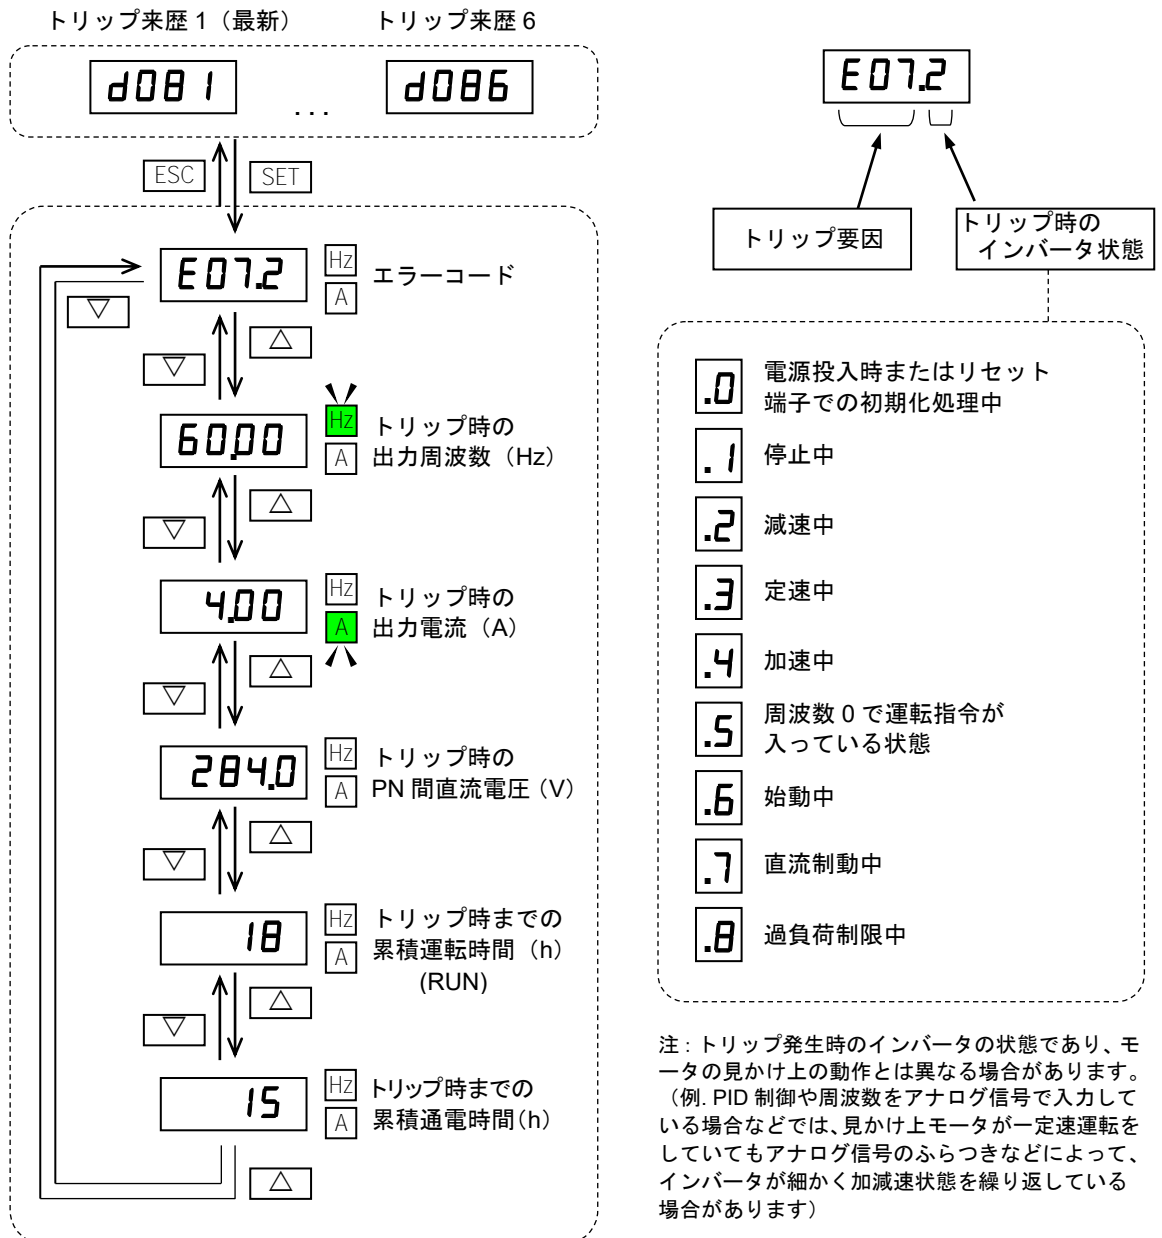 トリップ来歴 1（最新）
トリップ来歴 6
d081
...
d086
ESC
SET
E07.2
Hz
A
エラーコード
▽
△
▽
60.00
Hz
A
トリップ時の
出力周波数（Hz）
△
▽
4.00
Hz
A
トリップ時の
出力電流（A）
△
▽
284.0
Hz
A
トリップ時の
PN 間直流電圧（V）
△
▽
18
Hz
A
トリップ時までの
累積運転時間（h）
(RUN)
△
▽
15
Hz
A
トリップ時までの
累積通電時間（h）
△
E07.2
トリップ要因
トリップ時の
インバータ状態
.0
電源投入時またはリセット
端子での初期化処理中
.1
停止中
.2
減速中
.3
定速中
.4
加速中
.5
周波数 0 で運転指令が
入っている状態
.6
始動中
.7
直流制動中
.8
過負荷制限中
注 : トリップ発生時のインバータの状態であり、モ
ータの見かけ上の動作とは異なる場合があります。
（例. PID 制御や周波数をアナログ信号で入力して
いる場合などでは、見かけ上モータが一定速運転を
していてもアナログ信号のふらつきなどによって、
インバータが細かく加減速状態を繰り返している
場合があります）